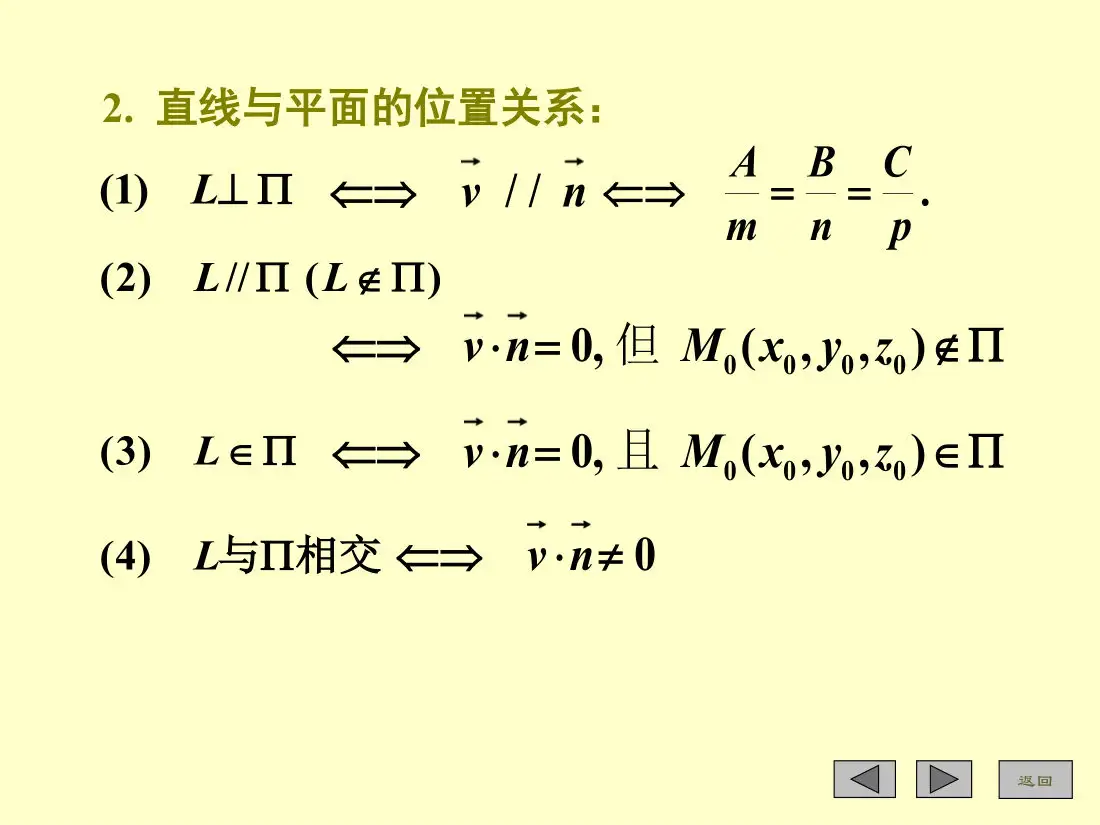 2. 直线与平面的位置关系：
(1) L⊥Π ⇐⇒ v⃗ // n⃗ ⇐⇒ A/m = B/n = C/p .
(2) L//Π (L∉Π)
⇐⇒ v⃗·n⃗=0, 但 M₀(x₀,y₀,z₀)∉Π
(3) L∈Π ⇐⇒ v⃗·n⃗=0, 且 M₀(x₀,y₀,z₀)∈Π
(4) L与Π相交 ⇐⇒ v⃗·n⃗≠0
返回